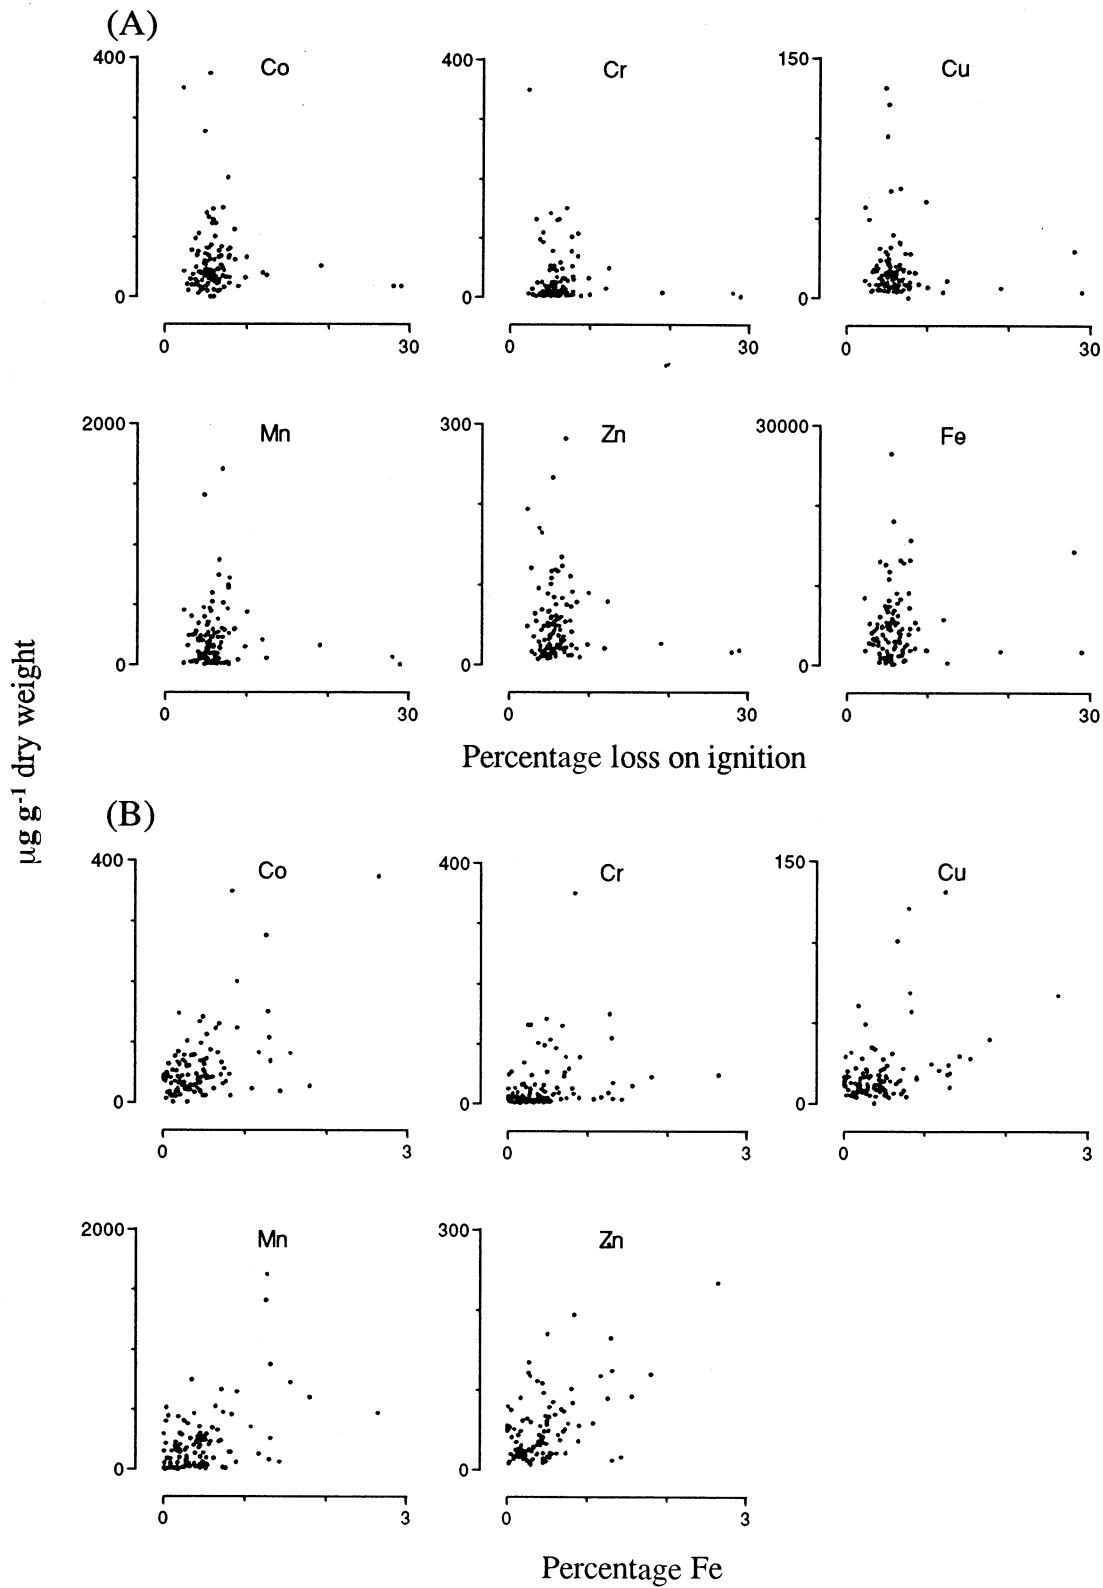 (A)
Co Cr Cu
400 400 150
0 0 0
0 30 0 30 0 30
Mn Zn Fe
2000 300 30000
0 0 0
0 30 0 30 0 30
Percentage loss on ignition
µg g-1 dry weight
(B)
Co Cr Cu
400 400 150
0 0 0
0 3 0 3 0 3
Mn Zn
2000 300
0 0
0 3 0 3
Percentage Fe